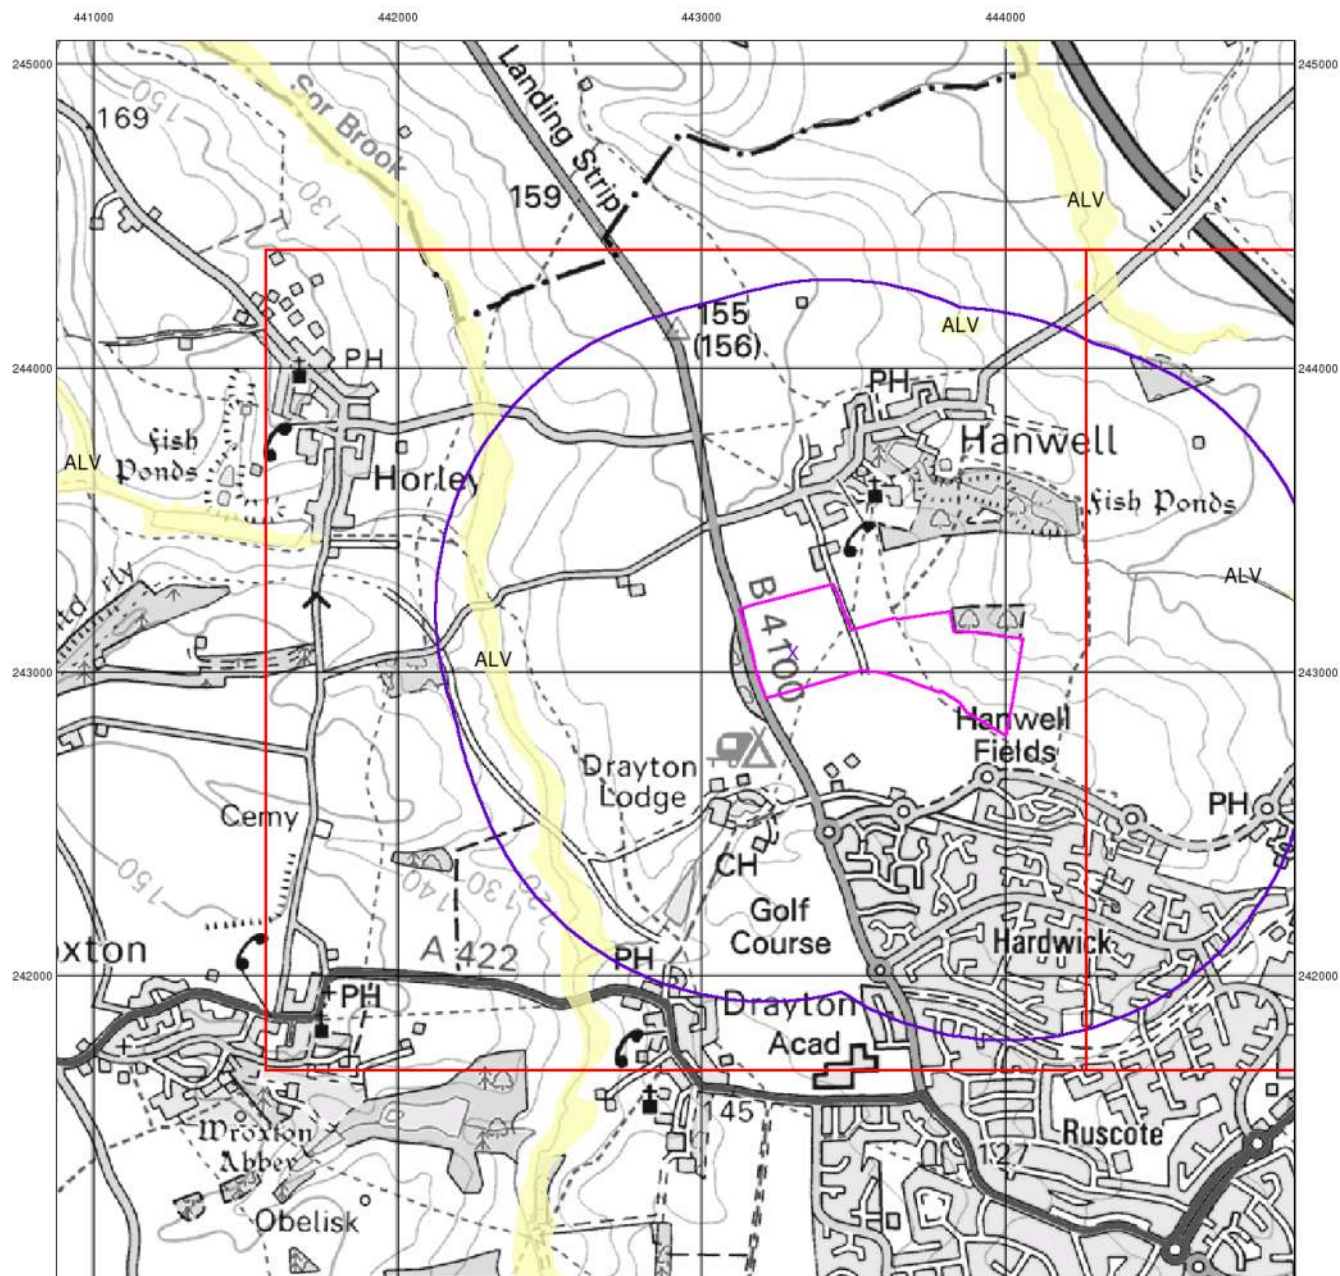 441000
442000
443000
444000
245000
245000
169
150
Sor Brook
Landing Strip
130
159
ALV
155
(156)
ALV
PH
244000
244000
PH
Hanwell
Fish
Ponds
ALV
Horley
Fish Ponds
ALV
B 4100
ALV
243000
243000
Hanwell
Fields
Drayton
Lodge
PH
Cemy
CH
150
140
130
Golf
Course
Hardwick
oxton
A 422
PH
242000
242000
PH
Drayton
Acad
145
Ruscote
Wroxton
Abbey
127
Obelisk